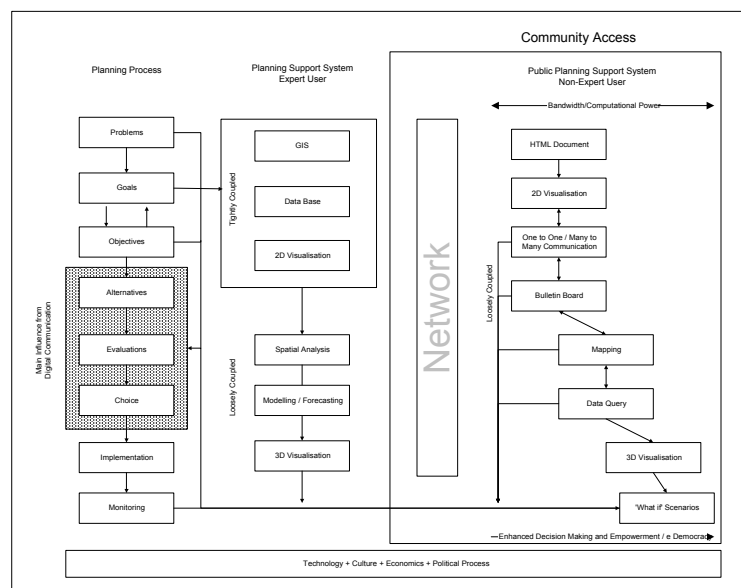 Community Access
Planning Process
Planning Support System
Expert User
Public Planning Support System
Non-Expert User
Bandwidth/Computational Power
Problems
Goals
Objectives
Main Influence from
Digital Communication
Alternatives
Evaluations
Choice
Implementation
Monitoring
Tightly Coupled
GIS
Data Base
2D Visualisation
Loosely Coupled
Spatial Analysis
Modelling / Forecasting
3D Visualisation
Network
Loosely Coupled
HTML Document
2D Visualisation
One to One / Many to
Many Communication
Bulletin Board
Mapping
Data Query
3D Visualisation
'What if' Scenarios
Enhanced Decision Making and Empowerment / e Democracy
Technology + Culture + Economics + Political Process